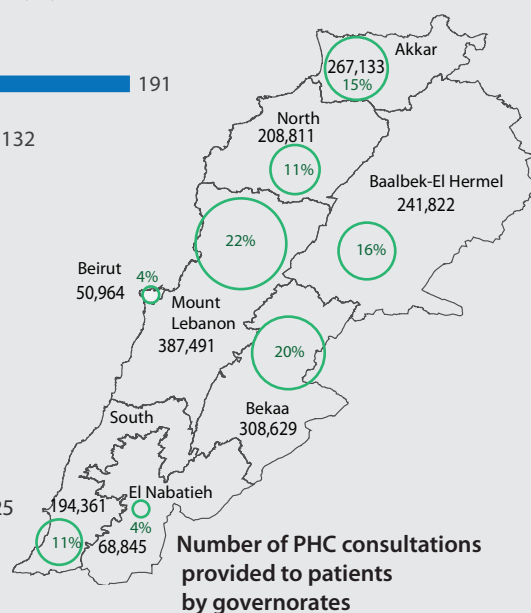 191
132
Akkar
267,133
15%
North
208,811
11%
Baalbek-El Hermel
241,822
16%
22%
Beirut
4%
50,964
Mount
Lebanon
387,491
20%
Bekaa
308,629
South
25
194,361
El Nabatieh
11%
4%
68,845
Number of PHC consultations
provided to patients
by governorates